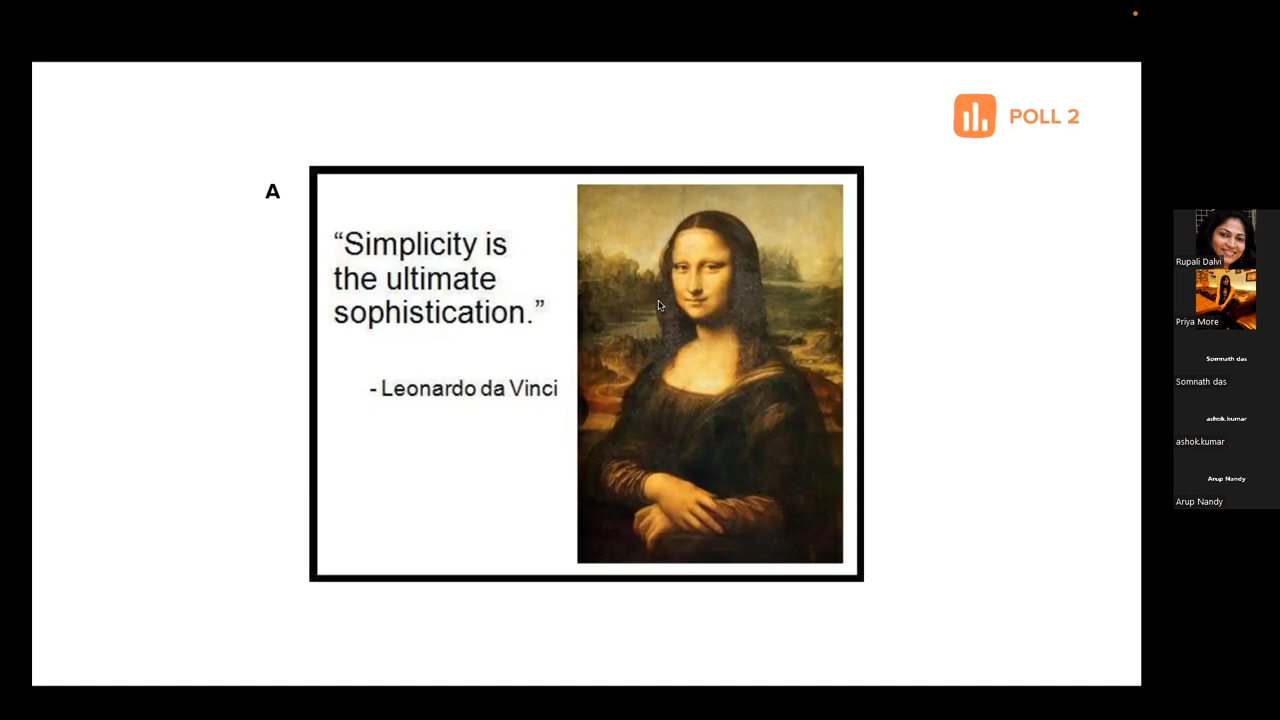 POLL 2
A
“Simplicity is
the ultimate
sophistication.”
- Leonardo da Vinci
Rupali Dalvi
Priya More
Somnath das
Somnath das
ashok.kumar
ashok.kumar
Arup Nandy
Arup Nandy